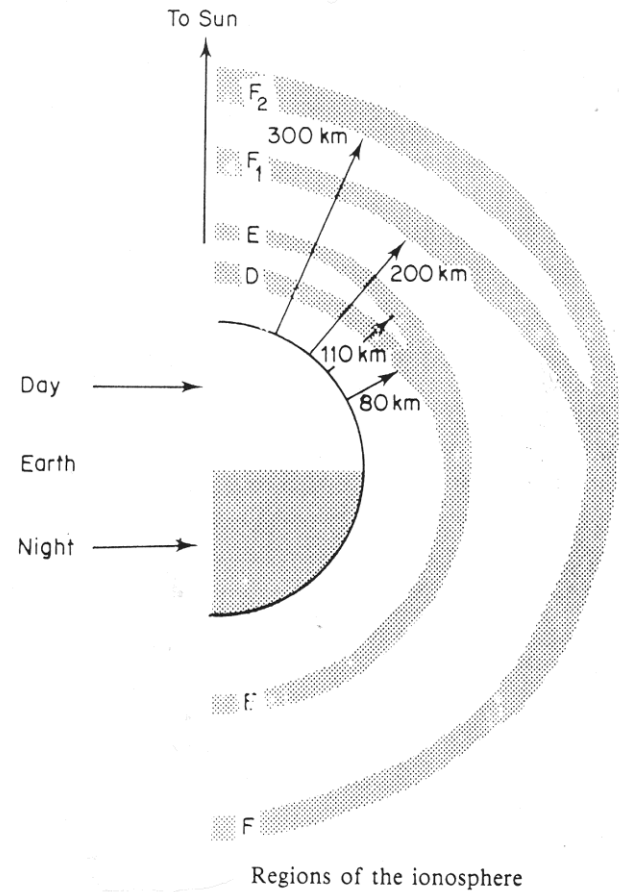 To Sun
F2
300 km
F1
E
200 km
D
110 km
80 km
Day
Earth
Night
E
F
Regions of the ionosphere